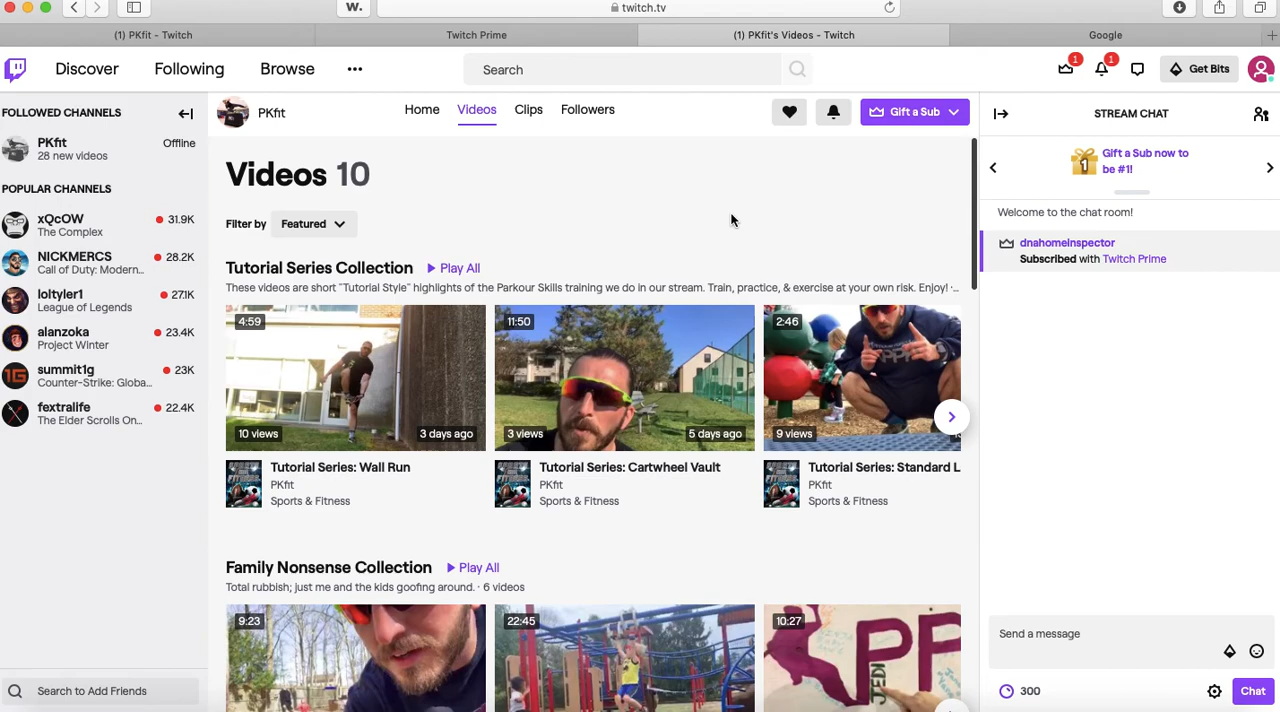 W.
twitch.tv
(1) PKfit - Twitch
Twitch Prime
(1) PKfit's Videos - Twitch
Google
Discover
Following
Browse
Search
1
1
Get Bits
FOLLOWED CHANNELS
PKfit
Offline
28 new videos
POPULAR CHANNELS
xQcOW
31.9K
The Complex
NICKMERCS
28.2K
Call of Duty: Modern...
loltyler1
27.1K
League of Legends
alanzoka
23.4K
Project Winter
summit1g
23K
Counter-Strike: Globa...
fextralife
22.4K
The Elder Scrolls On...
Search to Add Friends
PKfit
Home
Videos
Clips
Followers
Gift a Sub
Videos 10
Filter by
Featured
Tutorial Series Collection
Play All
These videos are short "Tutorial Style" highlights of the Parkour Skills training we do in our stream. Train, practice, & exercise at your own risk. Enjoy! ·...
4:59
11:50
2:46
10 views
3 days ago
3 views
5 days ago
9 views
Tutorial Series: Wall Run
PKfit
Sports & Fitness
Tutorial Series: Cartwheel Vault
PKfit
Sports & Fitness
Tutorial Series: Standard L
PKfit
Sports & Fitness
Family Nonsense Collection
Play All
Total rubbish; just me and the kids goofing around. · 6 videos
9:23
22:45
10:27
PP
JEDI
STREAM CHAT
1
Gift a Sub now to
be #1!
Welcome to the chat room!
dnahomeinspector
Subscribed with Twitch Prime
Send a message
300
Chat